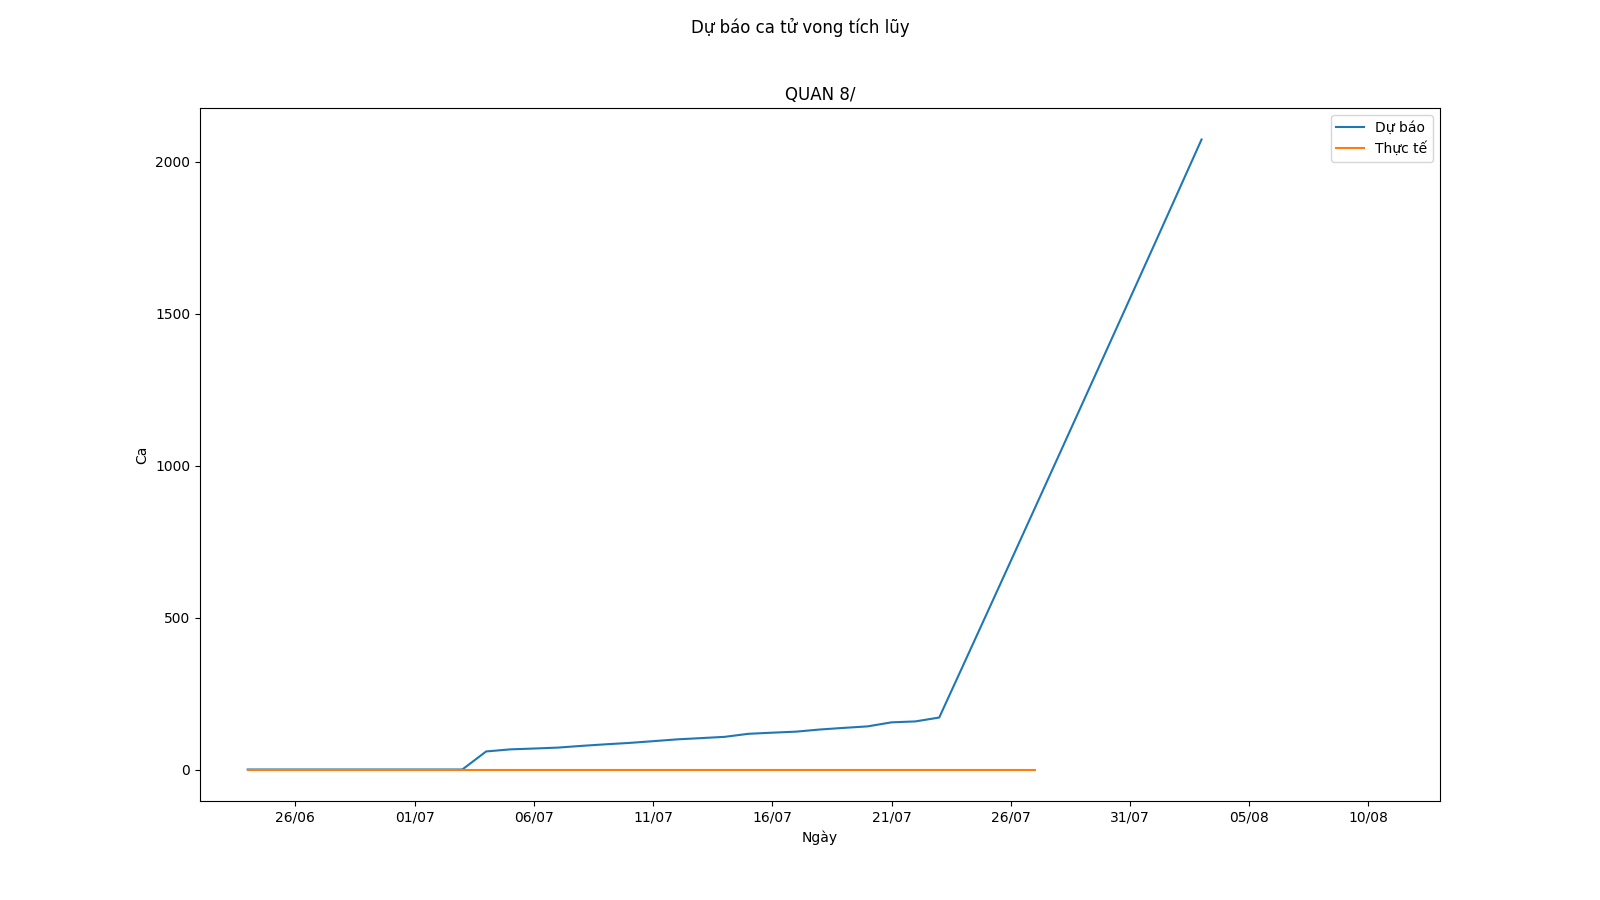 Dự báo ca tử vong tích lũy
QUAN 8/
Dự báo
Thực tế
Ca
2000
1500
1000
500
0
26/06
01/07
06/07
11/07
16/07
21/07
26/07
31/07
05/08
10/08
Ngày